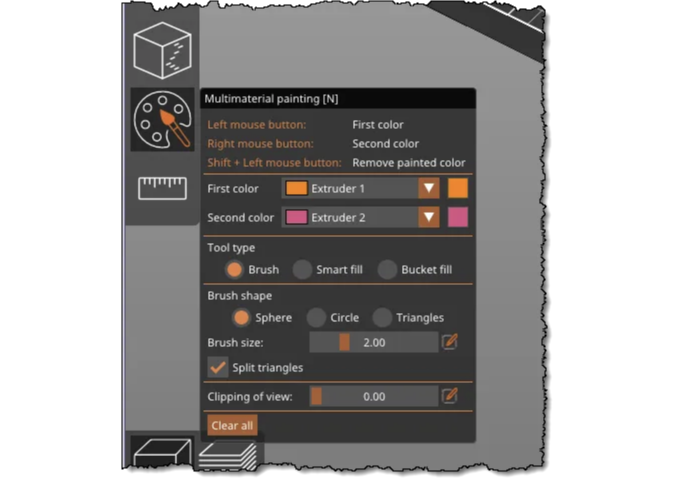 Multimaterial painting [N]
Left mouse button: First color
Right mouse button: Second color
Shift + Left mouse button: Remove painted color
First color Extruder 1
Second color Extruder 2
Tool type
Brush Smart fill Bucket fill
Brush shape
Sphere Circle Triangles
Brush size: 2.00
Split triangles
Clipping of view: 0.00
Clear all